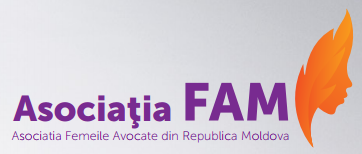 Asociaţia FAM
Asociatia Femeile Avocate din Republica Moldova